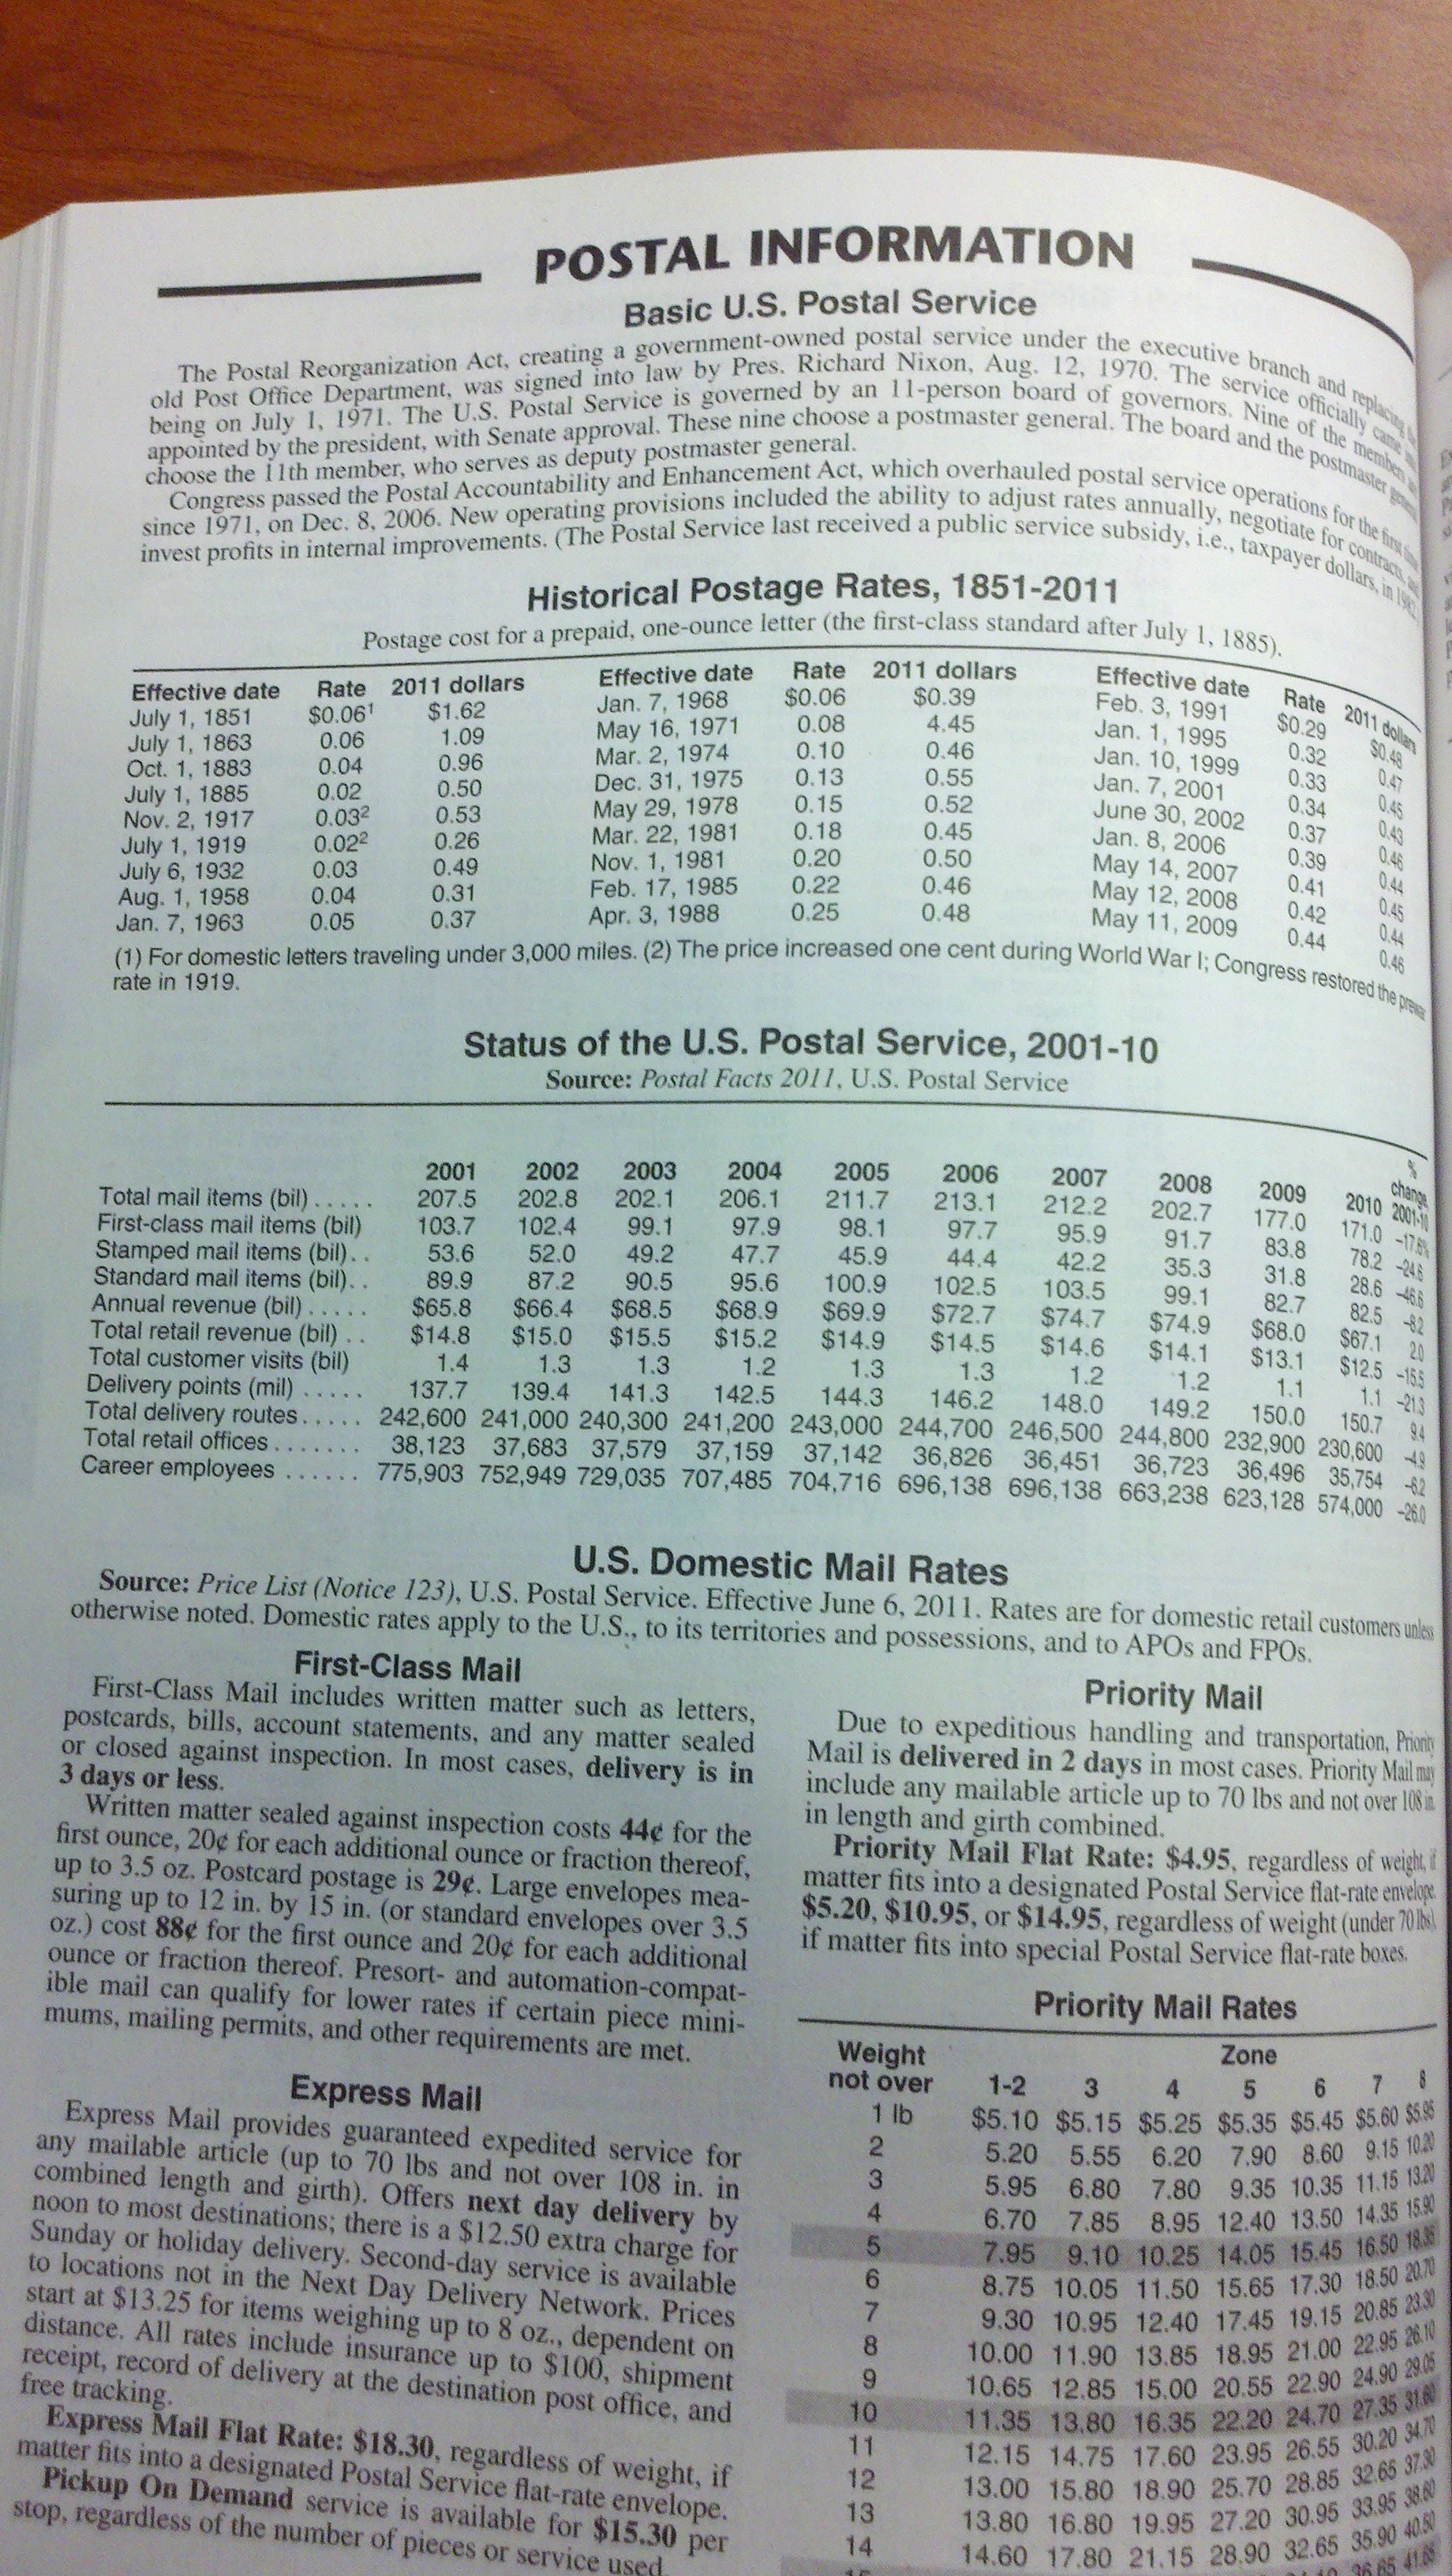 POSTAL INFORMATION
Basic U.S. Postal Service
The Postal Reorganization Act, creating a government-owned postal service under the executive branch and replacing the
old Post Office Department, was signed into law by Pres. Richard Nixon, Aug. 12, 1970. The service officially came into
being on July 1, 1971. The U.S. Postal Service is governed by an 11-person board of governors. Nine of the members are
appointed by the president, with Senate approval. These nine choose a postmaster general. The board and the postmaster general
choose the 11th member, who serves as deputy postmaster general.
Congress passed the Postal Accountability and Enhancement Act, which overhauled postal service operations for the first time
since 1971, on Dec. 8, 2006. New operating provisions included the ability to adjust rates annually, negotiate for contracts, and
invest profits in internal improvements. (The Postal Service last received a public service subsidy, i.e., taxpayer dollars, in
Historical Postage Rates, 1851-2011
Postage cost for a prepaid, one-ounce letter (the first-class standard after July 1, 1885).
Effective date Rate 2011 dollars Effective date Rate 2011 dollars Effective date Rate 2011 dollars
July 1, 1851 $0.06¹ $1.62 Jan. 7, 1968 $0.06 $0.39 Feb. 3, 1991 $0.29 $0.48
July 1, 1863 0.06 1.09 May 16, 1971 0.08 4.45 Jan. 1, 1995 0.32 0.47
Oct. 1, 1883 0.04 0.96 Mar. 2, 1974 0.10 0.46 Jan. 10, 1999 0.33 0.45
July 1, 1885 0.02 0.50 Dec. 31, 1975 0.13 0.55 Jan. 7, 2001 0.34 0.43
Nov. 2, 1917 0.03² 0.53 May 29, 1978 0.15 0.52 June 30, 2002 0.37 0.46
July 1, 1919 0.02² 0.26 Mar. 22, 1981 0.18 0.45 Jan. 8, 2006 0.39 0.44
July 6, 1932 0.03 0.49 Nov. 1, 1981 0.20 0.50 May 14, 2007 0.41 0.45
Aug. 1, 1958 0.04 0.31 Feb. 17, 1985 0.22 0.46 May 12, 2008 0.42 0.44
Jan. 7, 1963 0.05 0.37 Apr. 3, 1988 0.25 0.48 May 11, 2009 0.44 0.46
(1) For domestic letters traveling under 3,000 miles. (2) The price increased one cent during World War I; Congress restored the prewar
rate in 1919.
Status of the U.S. Postal Service, 2001-10
Source: Postal Facts 2011, U.S. Postal Service
2001 2002 2003 2004 2005 2006 2007 2008 2009 2010 % change 2001-10
Total mail items (bil) . . . . . 207.5 202.8 202.1 206.1 211.7 213.1 212.2 202.7 177.0 171.0 –17.6%
First-class mail items (bil) 103.7 102.4 99.1 97.9 98.1 97.7 95.9 91.7 83.8 78.2 –24.6
Stamped mail items (bil) . . 53.6 52.0 49.2 47.7 45.9 44.4 42.2 35.3 31.8 28.6 –46.6
Standard mail items (bil) . . 89.9 87.2 90.5 95.6 100.9 102.5 103.5 99.1 82.7 82.5 –8.2
Annual revenue (bil) . . . . . $65.8 $66.4 $68.5 $68.9 $69.9 $72.7 $74.7 $74.9 $68.0 $67.1 2.0
Total retail revenue (bil) . . $14.8 $15.0 $15.5 $15.2 $14.9 $14.5 $14.6 $14.1 $13.1 $12.5 –15.5
Total customer visits (bil) 1.4 1.3 1.3 1.2 1.3 1.3 1.2 1.2 1.1 1.1 –21.3
Delivery points (mil) . . . . . 137.7 139.4 141.3 142.5 144.3 146.2 148.0 149.2 150.0 150.7 9.4
Total delivery routes . . . . . 242,600 241,000 240,300 241,200 243,000 244,700 246,500 244,800 232,900 230,600 –4.9
Total retail offices . . . . . . . 38,123 37,683 37,579 37,159 37,142 36,826 36,451 36,723 36,496 35,754 –6.2
Career employees . . . . . . 775,903 752,949 729,035 707,485 704,716 696,138 696,138 663,238 623,128 574,000 –26.0
U.S. Domestic Mail Rates
Source: Price List (Notice 123), U.S. Postal Service. Effective June 6, 2011. Rates are for domestic retail customers unless
otherwise noted. Domestic rates apply to the U.S., to its territories and possessions, and to APOs and FPOs.
First-Class Mail
First-Class Mail includes written matter such as letters,
postcards, bills, account statements, and any matter sealed
or closed against inspection. In most cases, delivery is in
3 days or less.
Written matter sealed against inspection costs 44¢ for the
first ounce, 20¢ for each additional ounce or fraction thereof,
up to 3.5 oz. Postcard postage is 29¢. Large envelopes mea-
suring up to 12 in. by 15 in. (or standard envelopes over 3.5
oz.) cost 88¢ for the first ounce and 20¢ for each additional
ounce or fraction thereof. Presort- and automation-compat-
ible mail can qualify for lower rates if certain piece mini-
mums, mailing permits, and other requirements are met.
Express Mail
Express Mail provides guaranteed expedited service for
any mailable article (up to 70 lbs and not over 108 in. in
combined length and girth). Offers next day delivery by
noon to most destinations; there is a $12.50 extra charge for
Sunday or holiday delivery. Second-day service is available
to locations not in the Next Day Delivery Network. Prices
start at $13.25 for items weighing up to 8 oz., dependent on
distance. All rates include insurance up to $100, shipment
receipt, record of delivery at the destination post office, and
free tracking.
Express Mail Flat Rate: $18.30, regardless of weight, if
matter fits into a designated Postal Service flat-rate envelope.
Pickup On Demand service is available for $15.30 per
stop, regardless of the number of pieces or service used.
Priority Mail
Due to expeditious handling and transportation, Priority
Mail is delivered in 2 days in most cases. Priority Mail may
include any mailable article up to 70 lbs and not over 108 in.
in length and girth combined.
Priority Mail Flat Rate: $4.95, regardless of weight, if
matter fits into a designated Postal Service flat-rate envelope.
$5.20, $10.95, or $14.95, regardless of weight (under 70 lbs),
if matter fits into special Postal Service flat-rate boxes.
Priority Mail Rates
Weight Zone
not over 1-2 3 4 5 6 7 8
1 lb $5.10 $5.15 $5.25 $5.35 $5.45 $5.60 $5.95
2 5.20 5.55 6.20 7.90 8.60 9.15 10.20
3 5.95 6.80 7.80 9.35 10.35 11.15 13.20
4 6.70 7.85 8.95 12.40 13.50 14.35 15.90
5 7.95 9.10 10.25 14.05 15.45 16.50 18.35
6 8.75 10.05 11.50 15.65 17.30 18.50 20.70
7 9.30 10.95 12.40 17.45 19.15 20.85 23.30
8 10.00 11.90 13.85 18.95 21.00 22.95 26.10
9 10.65 12.85 15.00 20.55 22.90 24.90 29.05
10 11.35 13.80 16.35 22.20 24.70 27.35 31.60
11 12.15 14.75 17.60 23.95 26.55 30.20 34.70
12 13.00 15.80 18.90 25.70 28.85 32.65 37.30
13 13.80 16.80 19.95 27.20 30.95 33.95 38.60
14 14.60 17.80 21.15 28.90 32.65 35.90 40.50